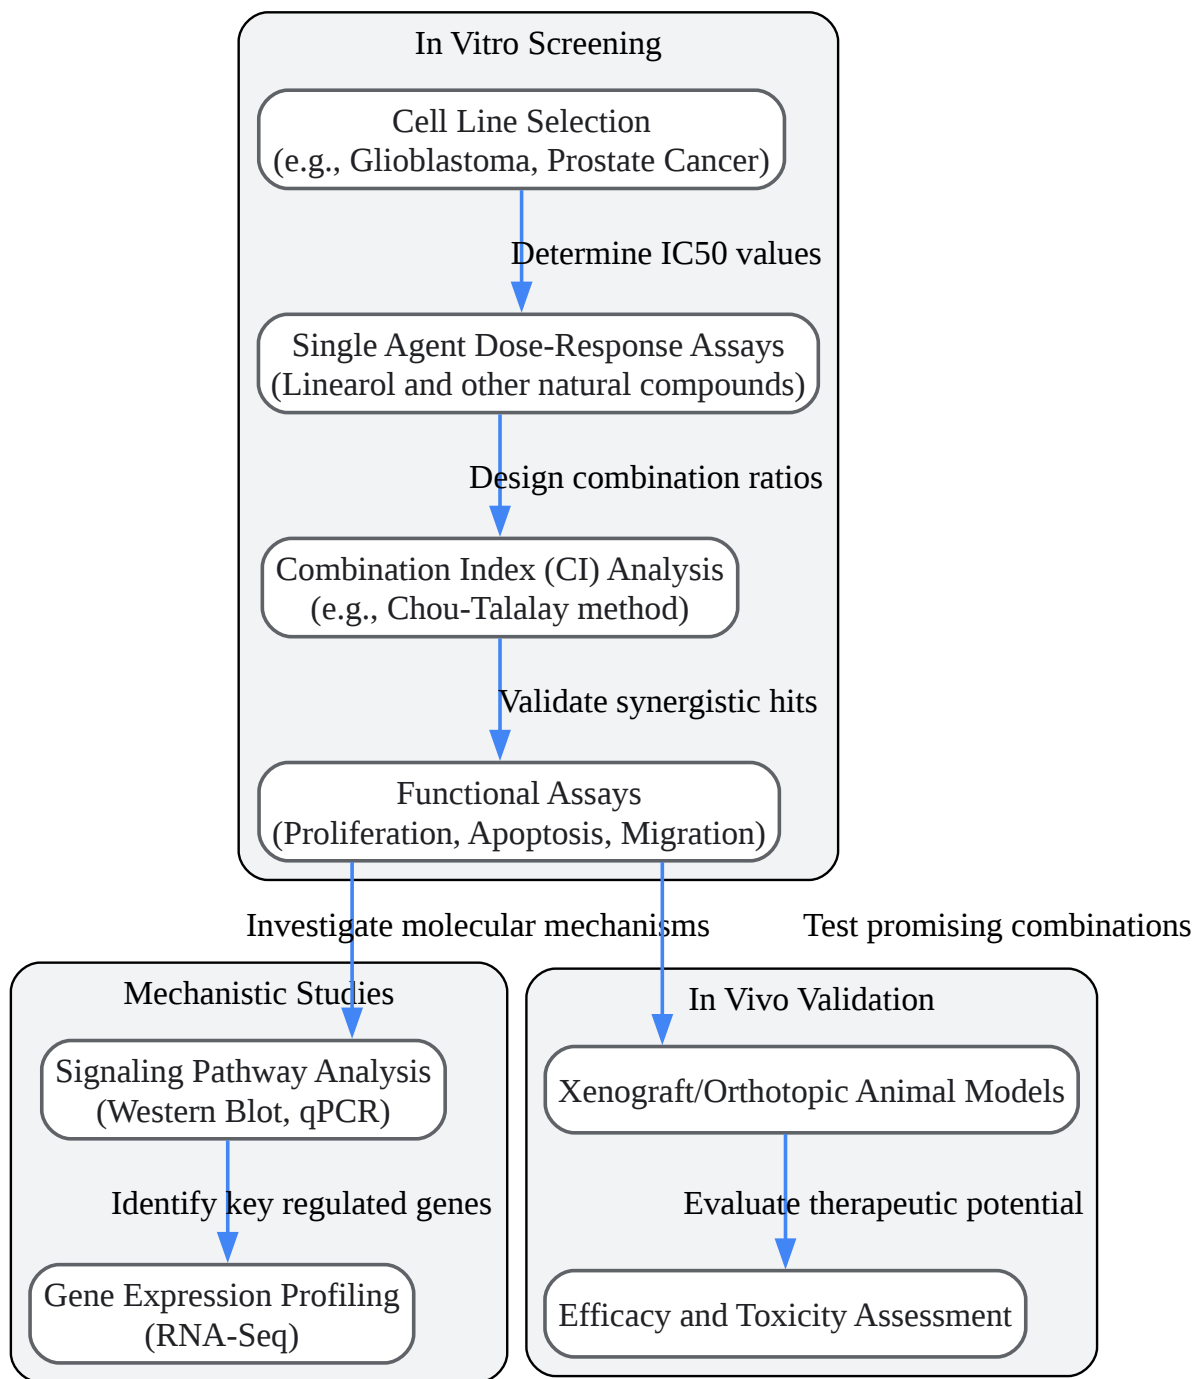 In Vitro Screening
Cell Line Selection
(e.g., Glioblastoma, Prostate Cancer)
Determine IC50 values
Single Agent Dose-Response Assays
(Linearol and other natural compounds)
Design combination ratios
Combination Index (CI) Analysis
(e.g., Chou-Talalay method)
Validate synergistic hits
Functional Assays
(Proliferation, Apoptosis, Migration)
Investigate molecular mechanisms
Test promising combinations
Mechanistic Studies
Signaling Pathway Analysis
(Western Blot, qPCR)
Identify key regulated genes
Gene Expression Profiling
(RNA-Seq)
In Vivo Validation
Xenograft/Orthotopic Animal Models
Evaluate therapeutic potential
Efficacy and Toxicity Assessment